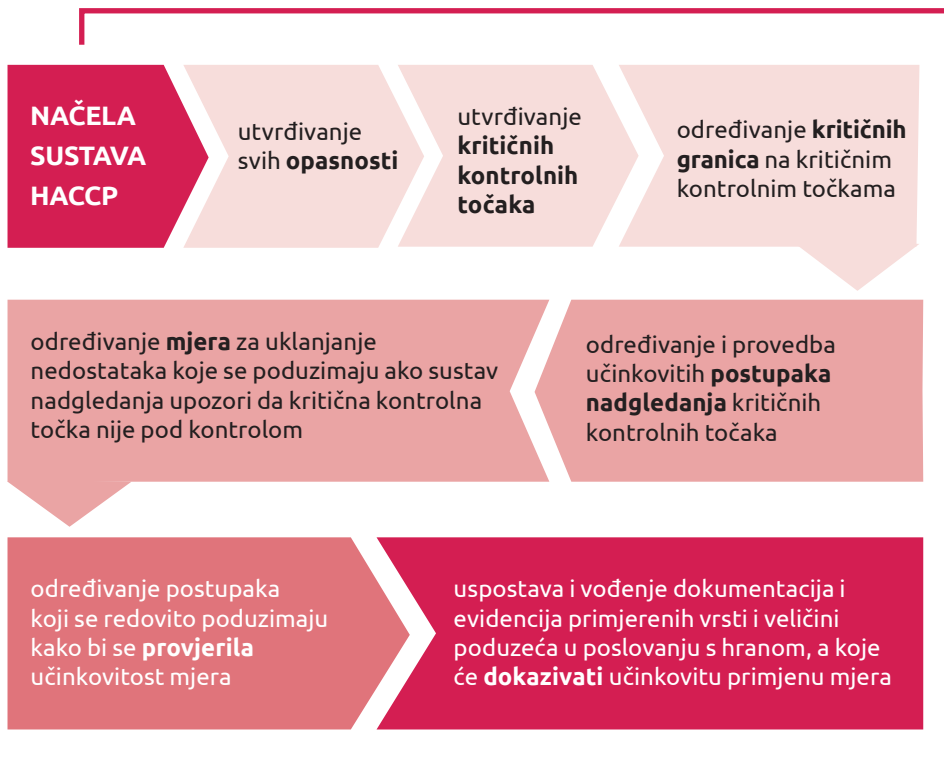 NAČELA
SUSTAVA
HACCP
utvrđivanje
svih opasnosti
utvrđivanje
kritičnih
kontrolnih
točaka
određivanje kritičnih
granica na kritičnim
kontrolnim točkama
određivanje i provedba
učinkovitih postupaka
nadgledanja kritičnih
kontrolnih točaka
određivanje mjera za uklanjanje
nedostataka koje se poduzimaju ako sustav
nadgledanja upozori da kritična kontrolna
točka nije pod kontrolom
određivanje postupaka
koji se redovito poduzimaju
kako bi se provjerila
učinkovitost mjera
uspostava i vođenje dokumentacija i
evidencija primjerenih vrsti i veličini
poduzeća u poslovanju s hranom, a koje
će dokazivati učinkovitu primjenu mjera